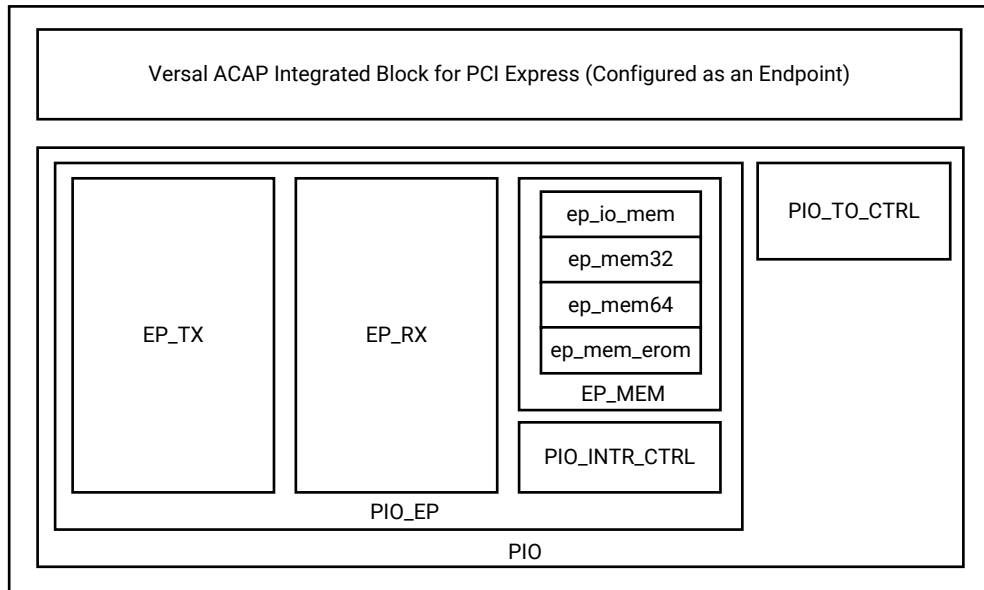 Versal ACAP Integrated Block for PCI Express (Configured as an Endpoint)
EP_TX
EP_RX
ep_io_mem
ep_mem32
ep_mem64
ep_mem_erom
EP_MEM
PIO_INTR_CTRL
PIO_EP
PIO_TO_CTRL
PIO